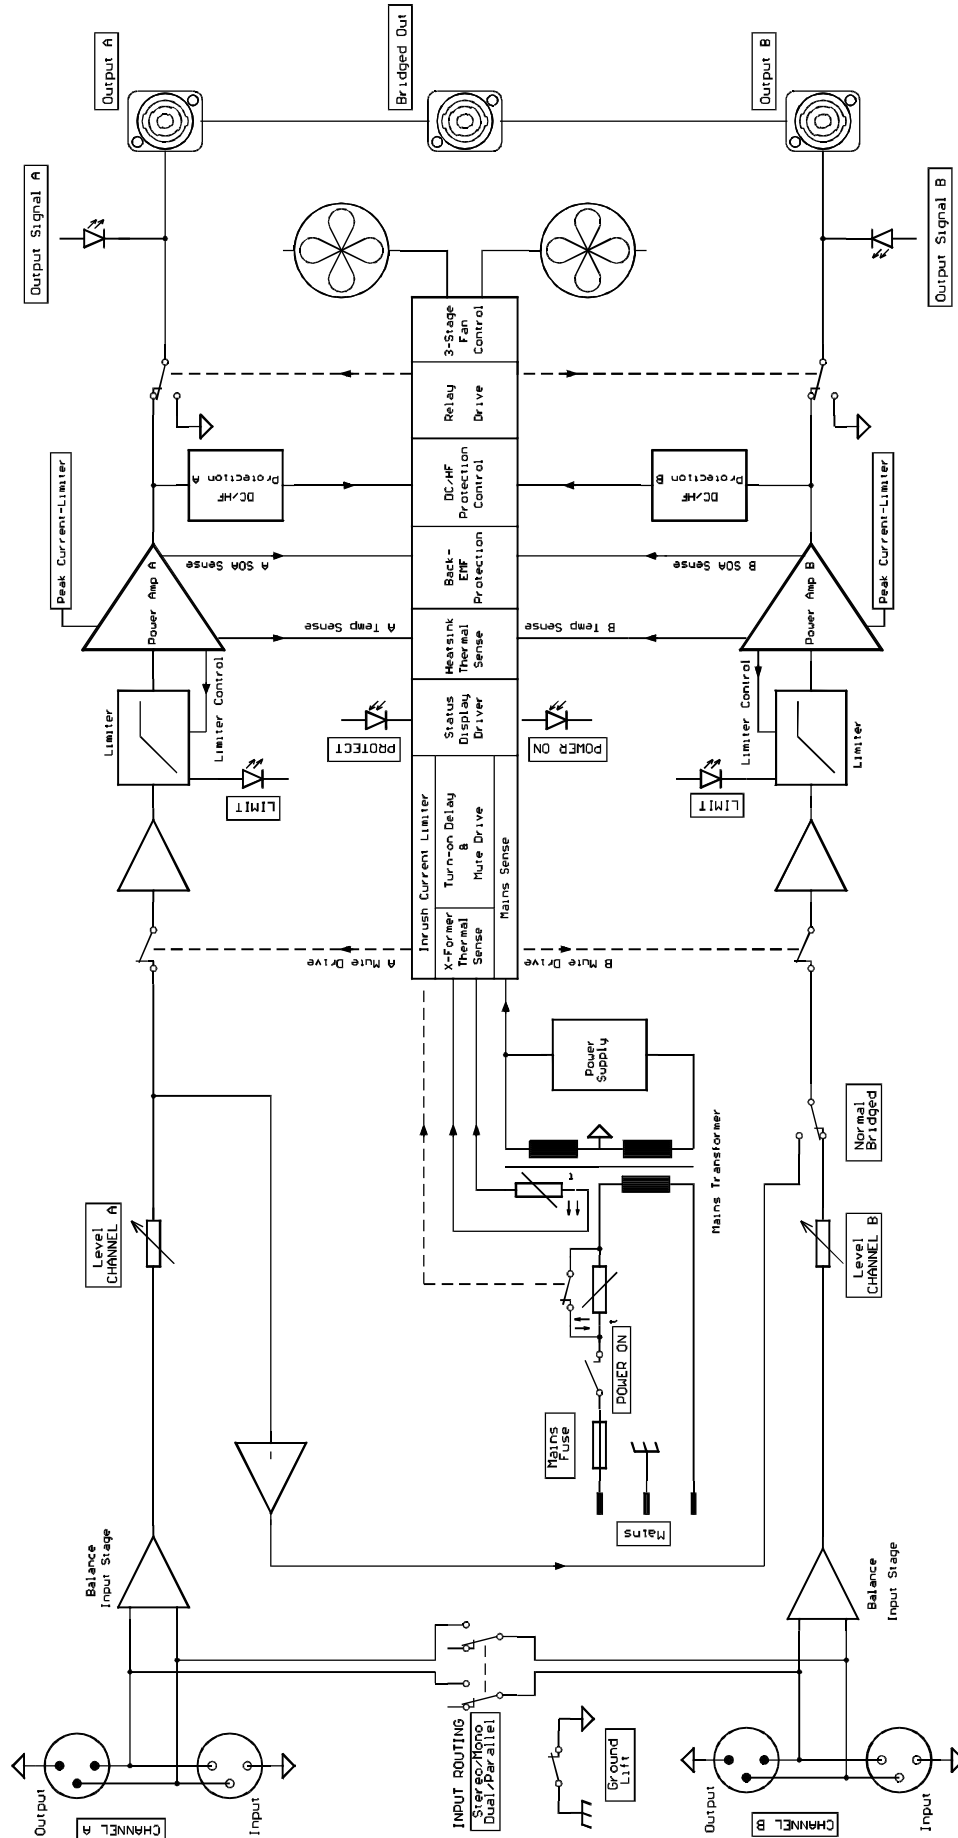 Output A
Bridged Out
Output B
Output Signal A
Output Signal B
3-Stage
Fan
Control
Relay
Drive
DC/HF
Protection
Control
Back-
EMF
Protection
Heatsink
Thermal
Sense
Status
Display
Driver
Inrush Current Limiter
Turn-on Delay
&
Mute Drive
X-Former
Thermal
Sense
Mains Sense
Peak Current-Limiter
Power Amp A
DC/HF
Protection
A
A SOA Sense
A Temp Sense
Limiter
Limiter Control
LIMIT
PROTECT
POWER ON
A Mute Drive
Peak Current-Limiter
Power Amp B
DC/HF
Protection
B
B SOA Sense
B Temp Sense
Limiter
Limiter Control
LIMIT
B Mute Drive
Power
Supply
Mains Transformer
t
t
POWER ON
Mains
Fuse
Mains
Normal
Bridged
Level
CHANNEL A
Level
CHANNEL B
-
Balance
Input Stage
Balance
Input Stage
INPUT ROUTING
Stereo/Mono
Dual/Parallel
Ground
Lift
Output
CHANNEL A
Input
Output
CHANNEL B
Input